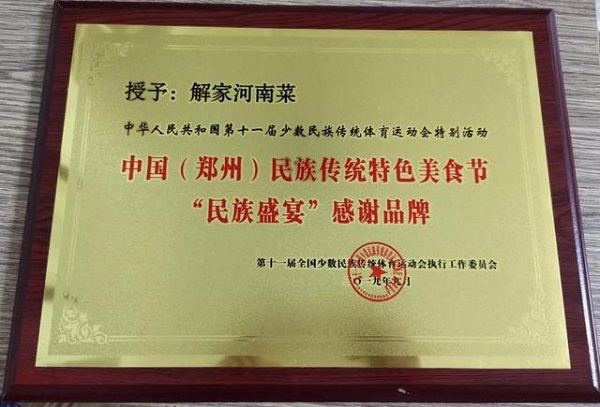 授予：解家河南菜
中华人民共和国第十一届少数民族传统体育运动会特别活动
中国（郑州）民族传统特色美食节
“民族盛宴”感谢品牌
第十一届全国少数民族传统体育运动会执行工作委员会
〇一九年九月